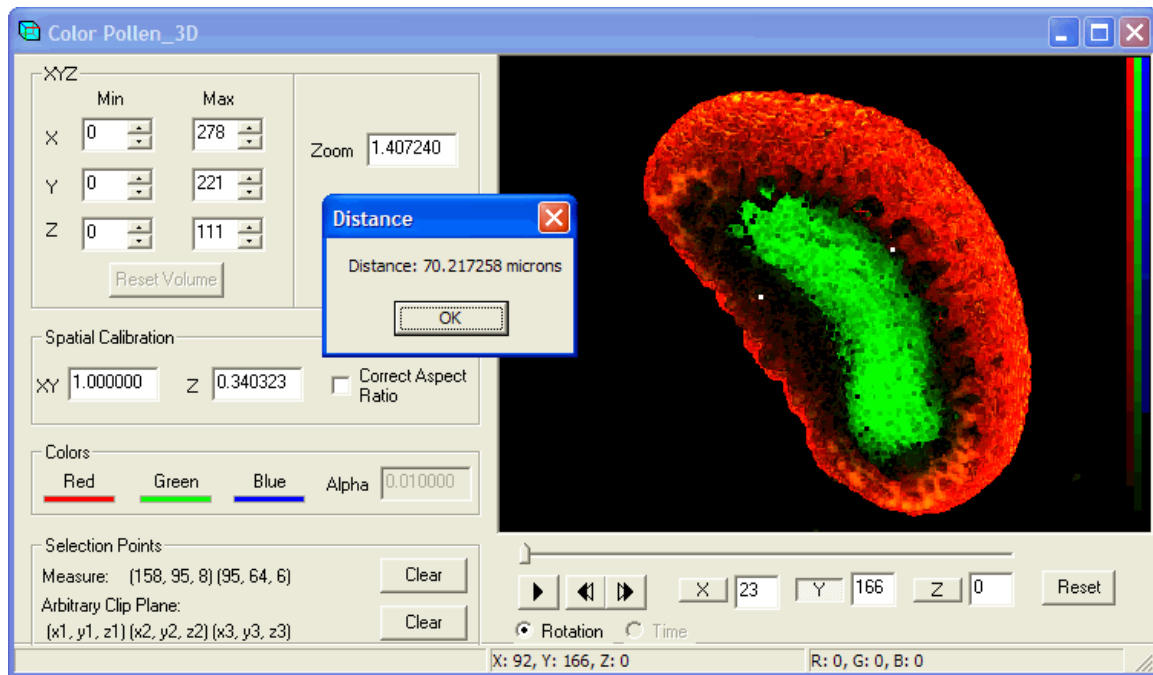 Color Pollen_3D
XYZ
Min Max
X 0 278
Y 0 221
Z 0 111
Reset Volume
Zoom 1.407240
Distance
Distance: 70.217258 microns
OK
Spatial Calibration
XY 1.000000 Z 0.340323 Correct Aspect
Ratio
Colors
Red Green Blue Alpha 0.010000
Selection Points
Measure: (158, 95, 8) (95, 64, 6) Clear
Arbitrary Clip Plane:
(x1, y1, z1) (x2, y2, z2) (x3, y3, z3) Clear
X 23 Y 166 Z 0 Reset
Rotation Time
X: 92, Y: 166, Z: 0 R: 0, G: 0, B: 0